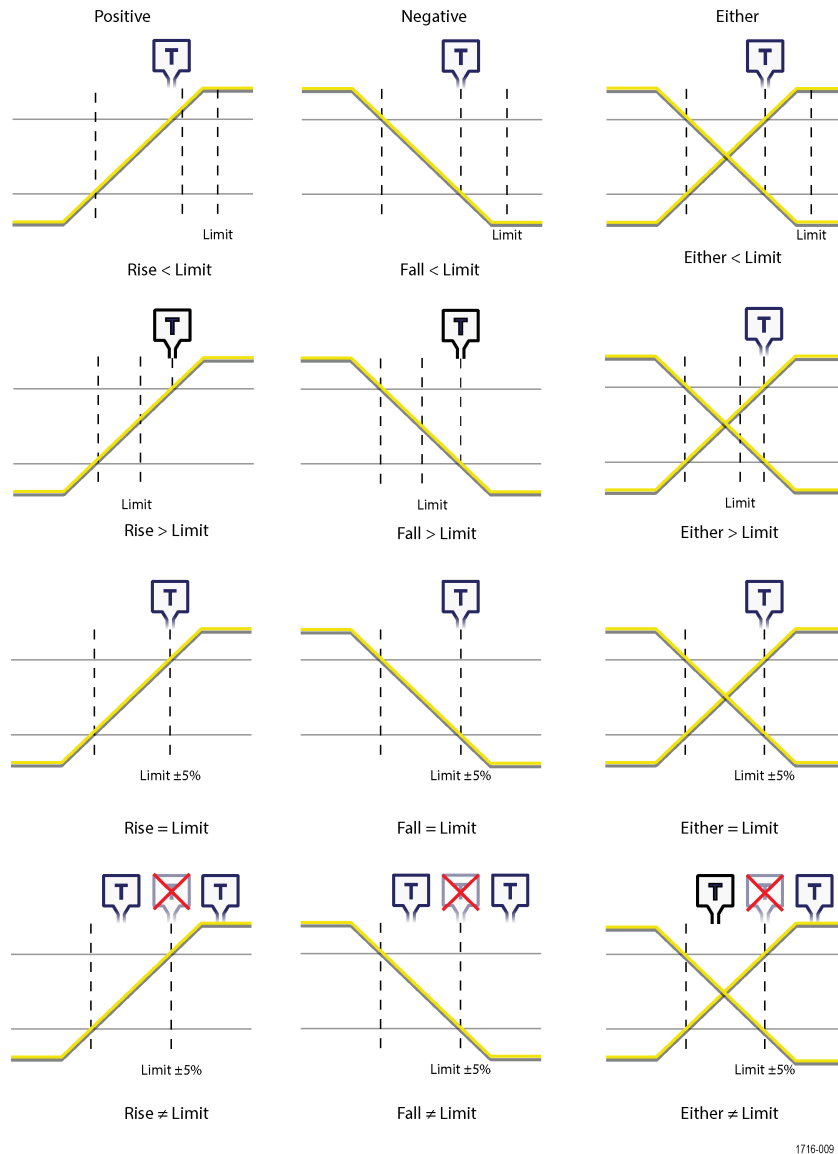 Positive Negative Either
T T T
Limit Limit Limit
Rise < Limit Fall < Limit Either < Limit
T T T
Limit Limit Limit
Rise > Limit Fall > Limit Either > Limit
T T T
Limit ±5% Limit ±5% Limit ±5%
Rise = Limit Fall = Limit Either = Limit
T T T T T T T T T
Limit ±5% Limit ±5% Limit ±5%
Rise ≠ Limit Fall ≠ Limit Either ≠ Limit
1716-009